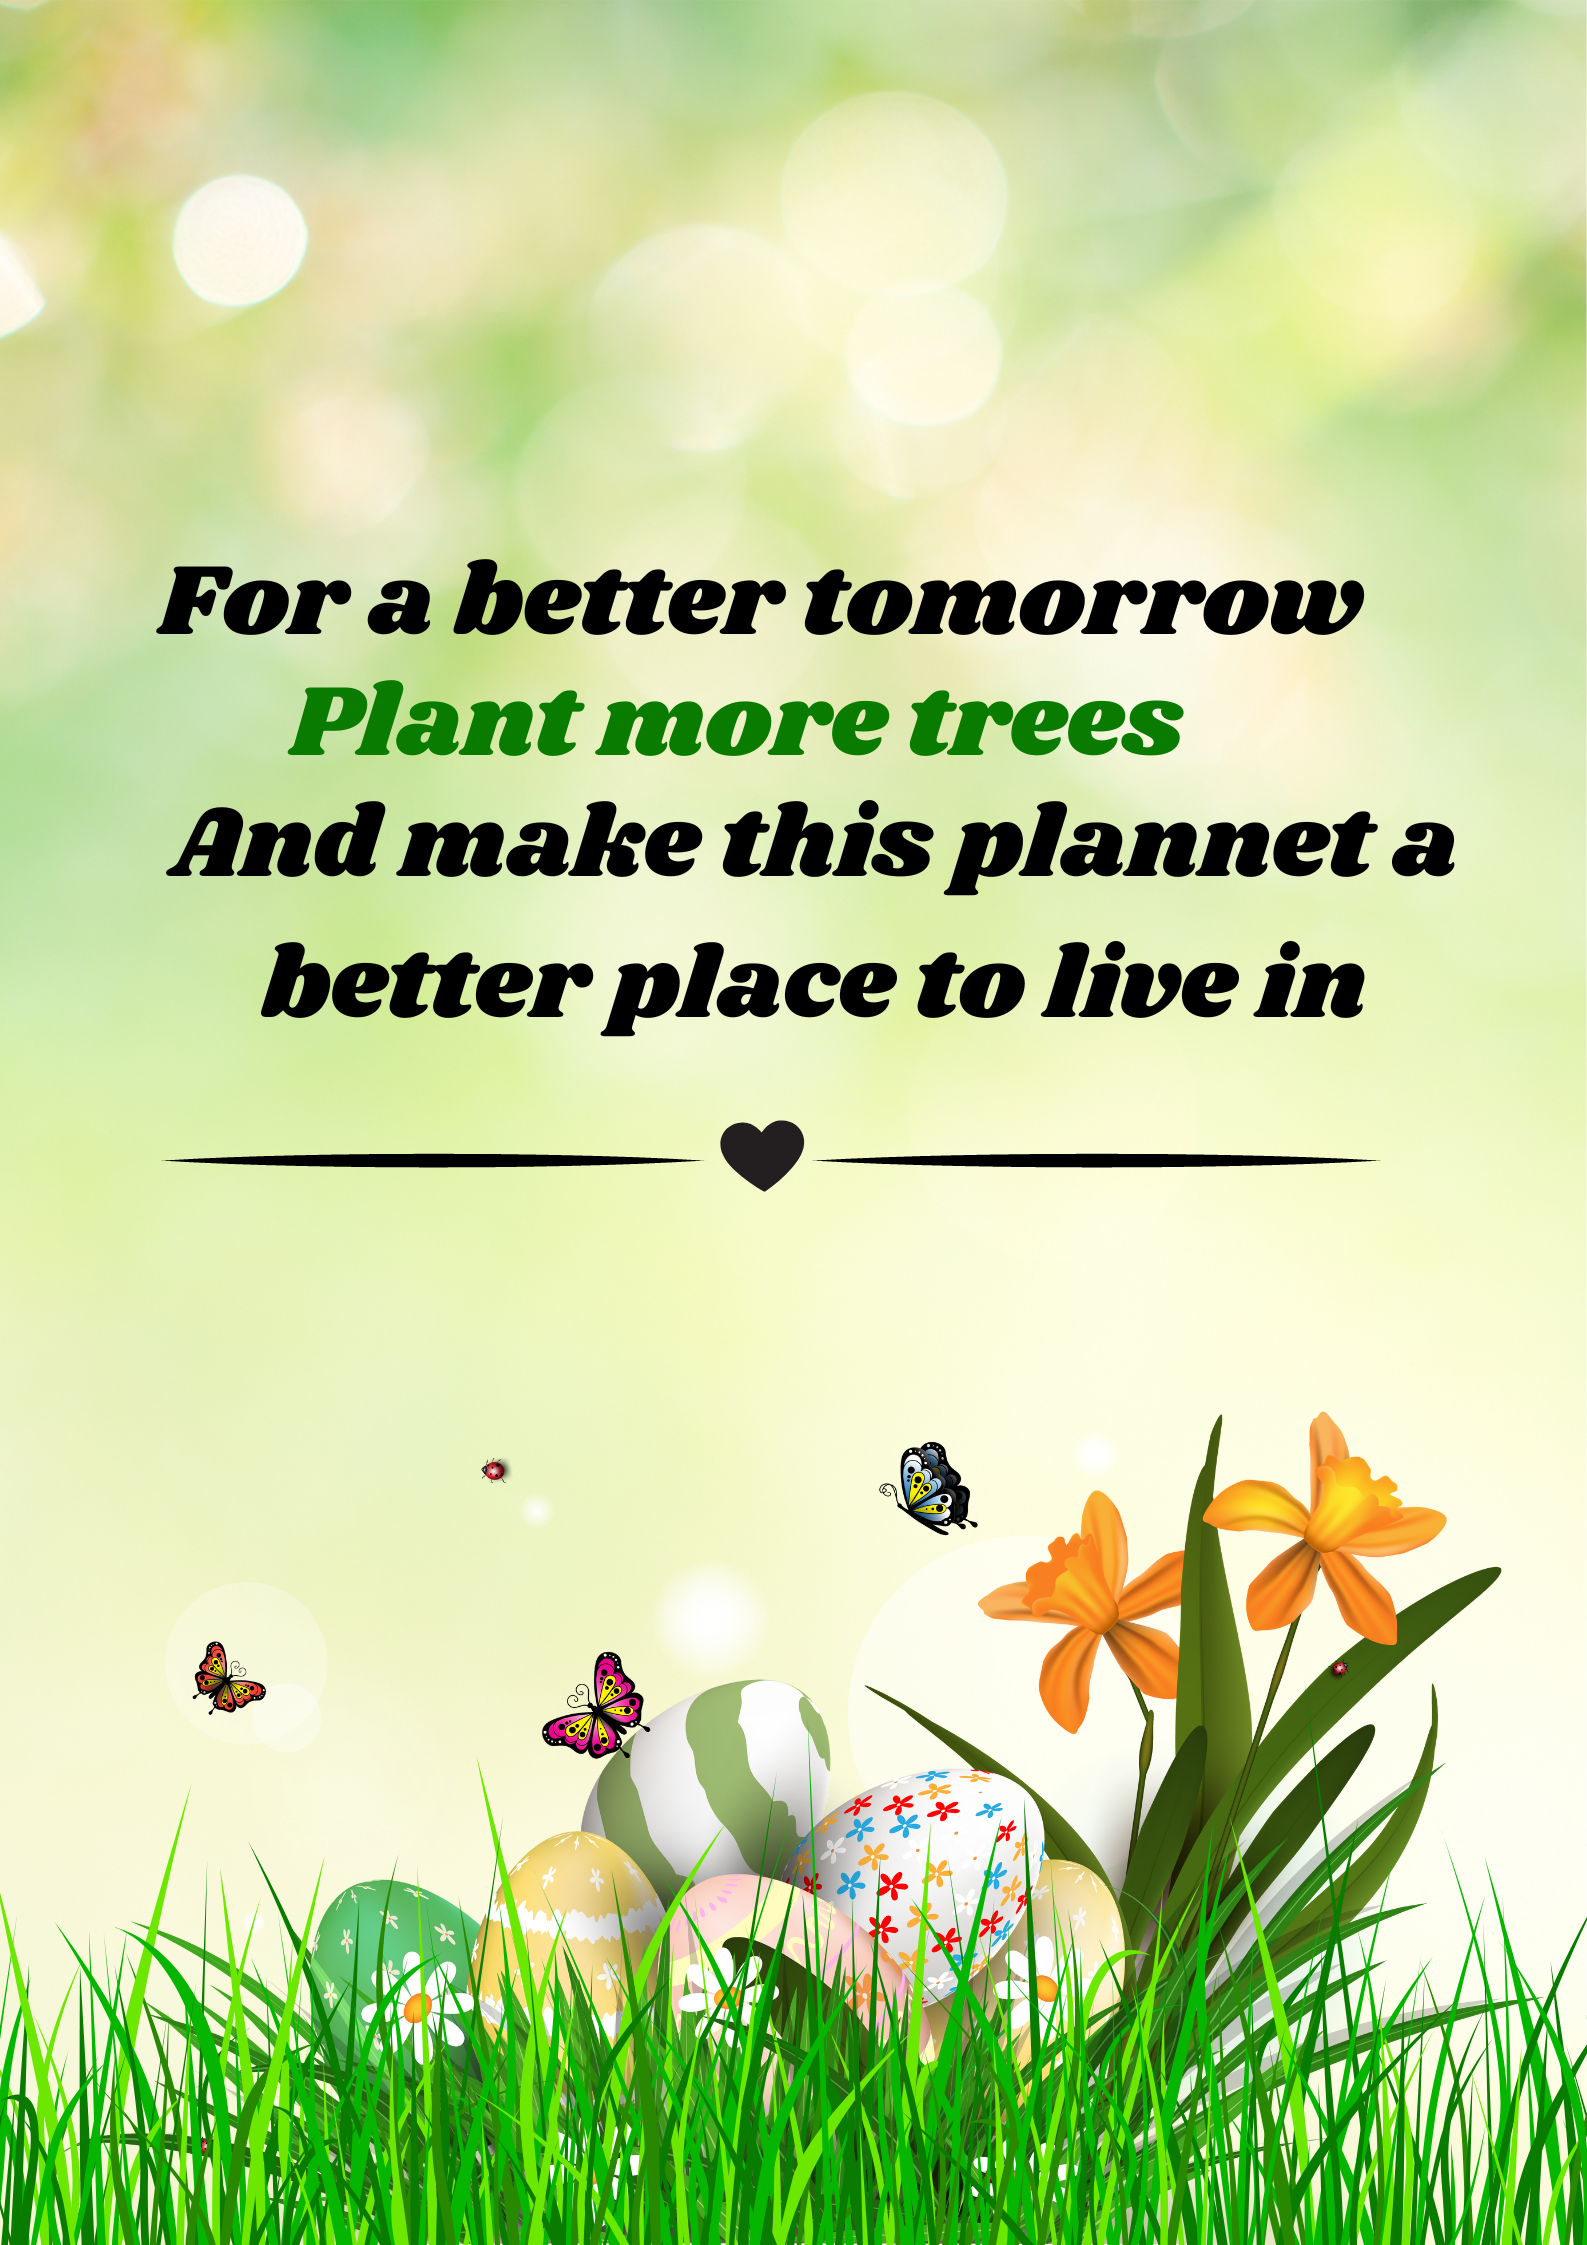 For a better tomorrow
Plant more trees
And make this plannet a
better place to live in